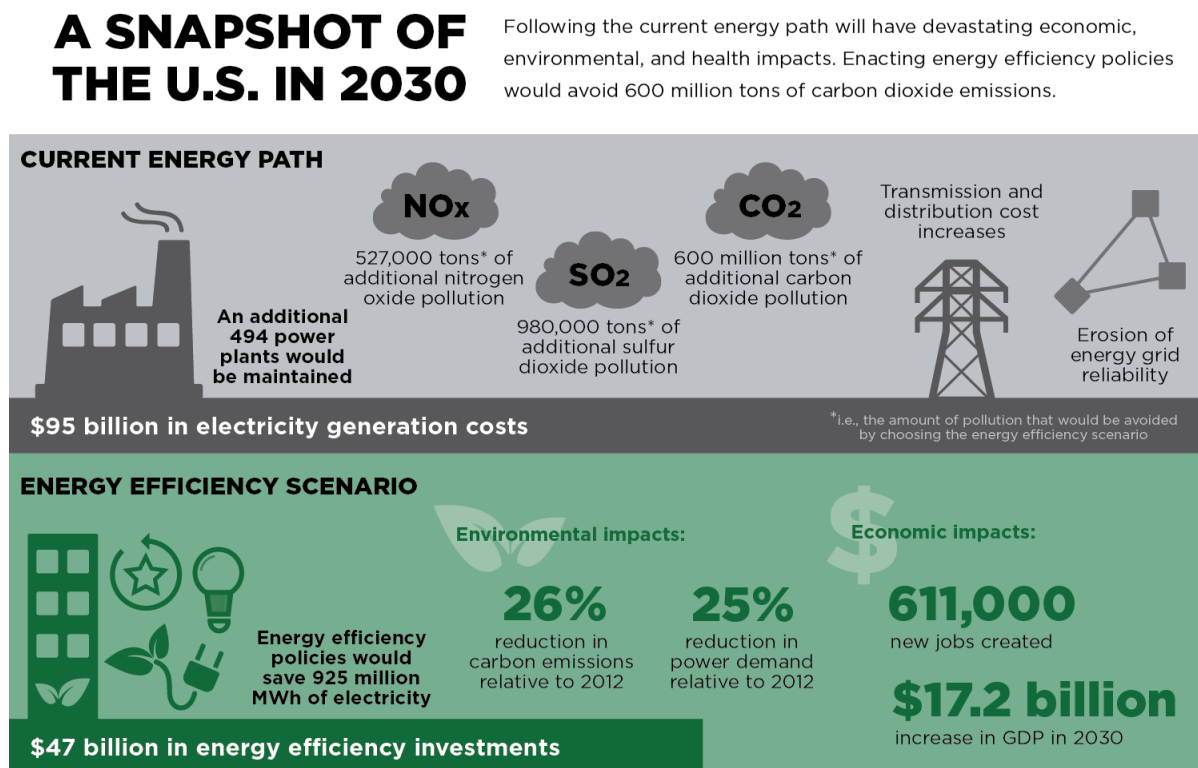 A SNAPSHOT OF
THE U.S. IN 2030
Following the current energy path will have devastating economic,
environmental, and health impacts. Enacting energy efficiency policies
would avoid 600 million tons of carbon dioxide emissions.
CURRENT ENERGY PATH
An additional
494 power
plants would
be maintained
NOx
527,000 tons* of
additional nitrogen
oxide pollution
SO2
980,000 tons* of
additional sulfur
dioxide pollution
CO2
600 million tons* of
additional carbon
dioxide pollution
Transmission and
distribution cost
increases
Erosion of
energy grid
reliability
$95 billion in electricity generation costs
*i.e., the amount of pollution that would be avoided
by choosing the energy efficiency scenario
ENERGY EFFICIENCY SCENARIO
Energy efficiency
policies would
save 925 million
MWh of electricity
Environmental impacts:
26%
reduction in
carbon emissions
relative to 2012
25%
reduction in
power demand
relative to 2012
$
Economic impacts:
611,000
new jobs created
$17.2 billion
increase in GDP in 2030
$47 billion in energy efficiency investments